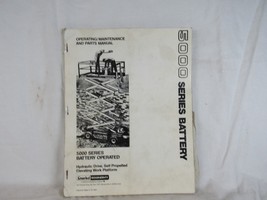 OPERATING, MAINTENANCE
AND PARTS MANUAL
5000 SERIES BATTERY
5000 SERIES
BATTERY OPERATED
Hydraulic Drive, Self-Propelled
Elevating Work Platform